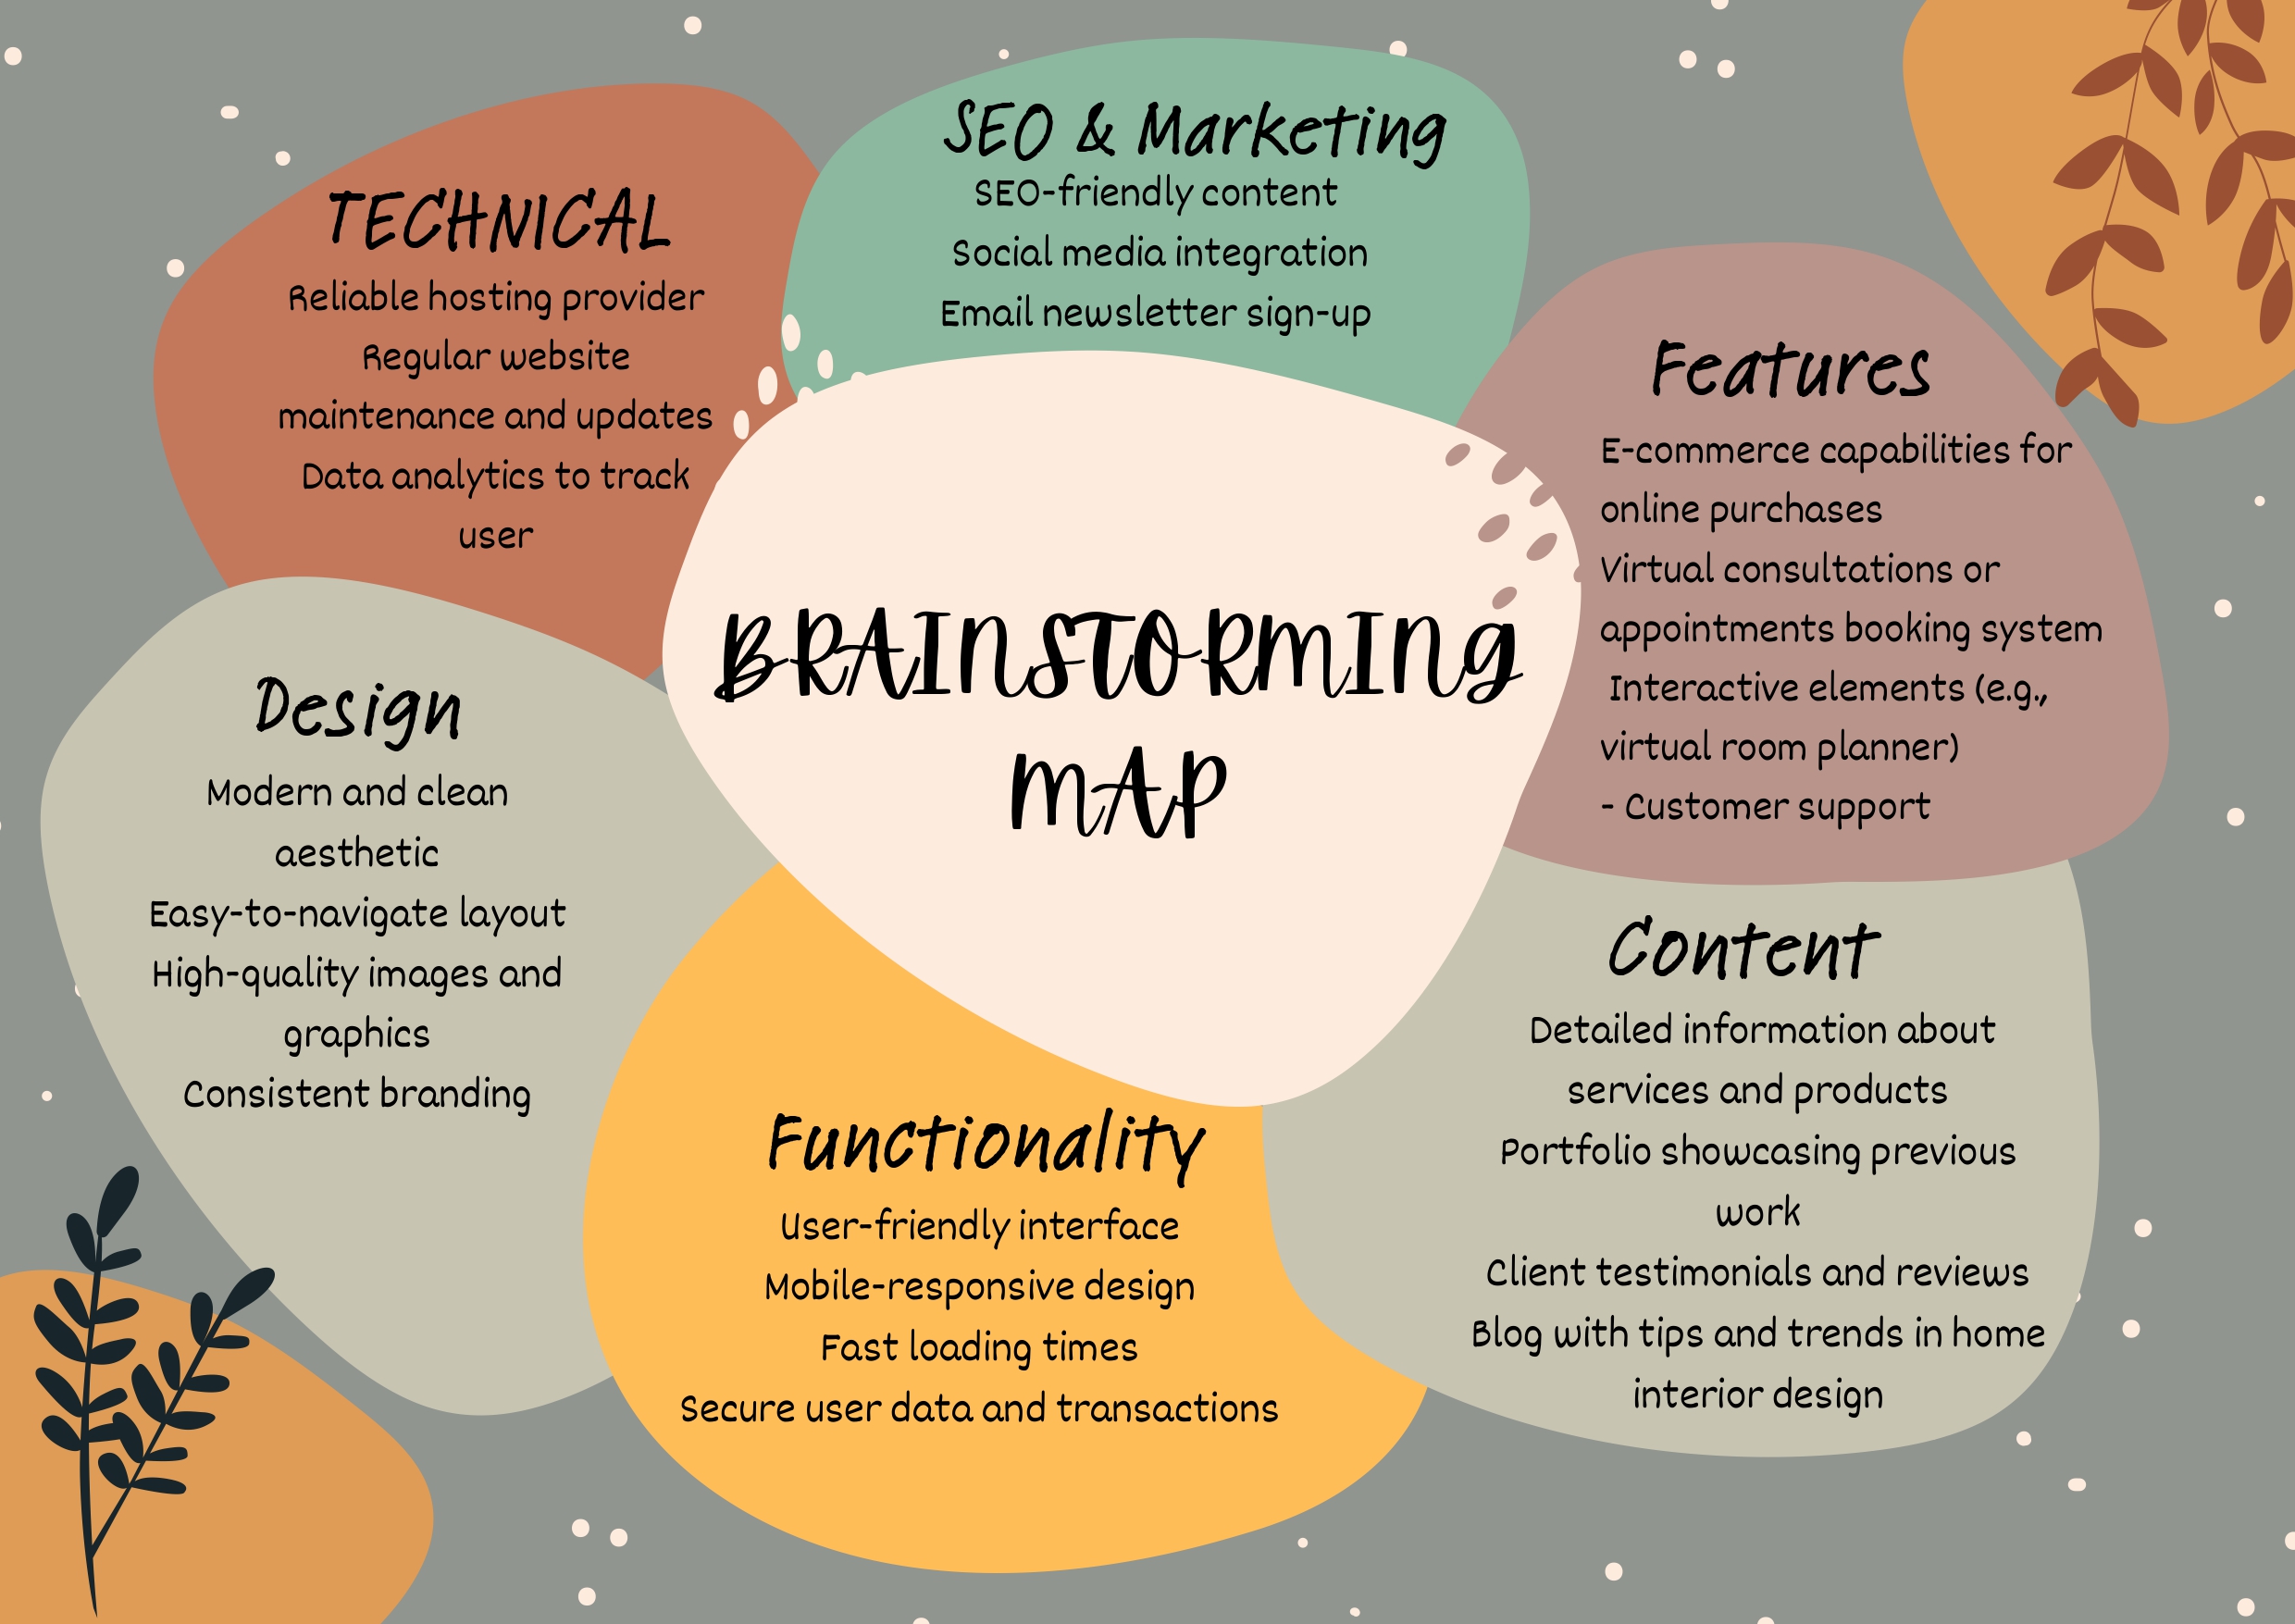 TECHNICAL
Reliable hosting provider
Regular website
maintenance and updates
Data analytics to track
user
SEO & Marketing
SEO-friendly content
Social media integration
Email newsletter sign-up
Features
E-commerce capabilities for
online purchases
Virtual consultations or
appointments booking system
Interactive elements (e.g.,
virtual room planner)
- Customer support
BRAINSTORMING
MAP
Design
Modern and clean
aesthetic
Easy-to-navigate layout
High-quality images and
graphics
Consistent branding
Functionality
User-friendly interface
Mobile-responsive design
Fast loading times
Secure user data and transactions
Content
Detailed information about
services and products
Portfolio showcasing previous
work
Client testimonials and reviews
Blog with tips and trends in home
interior design